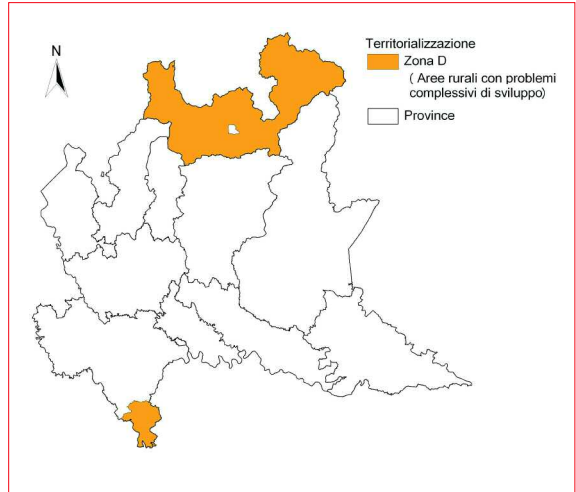 N
Territorializzazione
Zona D
( Aree rurali con problemi
complessivi di sviluppo)
Province